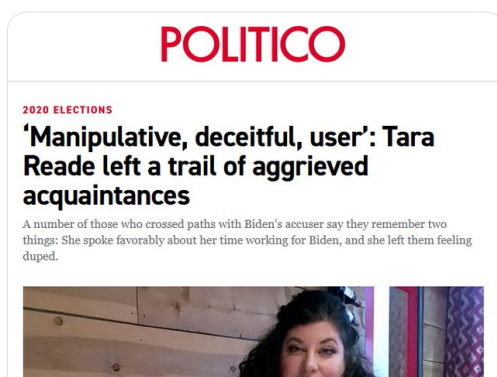 POLITICO
2020 ELECTIONS
‘Manipulative, deceitful, user’: Tara
Reade left a trail of aggrieved
acquaintances
A number of those who crossed paths with Biden's accuser say they remember two
things: She spoke favorably about her time working for Biden, and she left them feeling
duped.